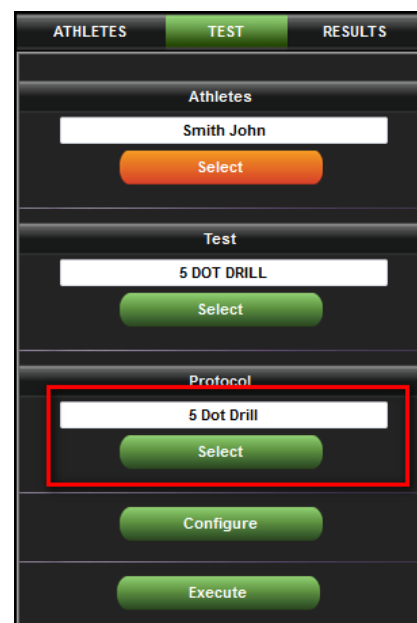 ATHLETES TEST RESULTS
Athletes
Smith John
Select
Test
5 DOT DRILL
Select
Protocol
5 Dot Drill
Select
Configure
Execute